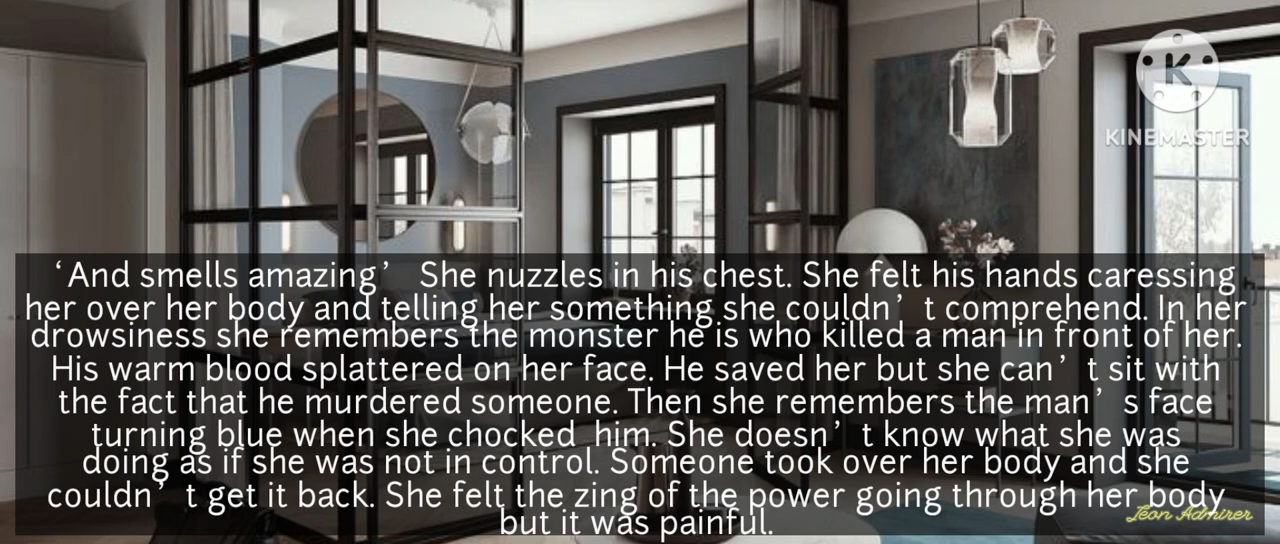 K
KINEMASTER
‘And smells amazing’ She nuzzles in his chest. She felt his hands caressing
her over her body and telling her something she couldn’t comprehend. In her
drowsiness she remembers the monster he is who killed a man in front of her.
His warm blood splattered on her face. He saved her but she can’t sit with
the fact that he murdered someone. Then she remembers the man’s face
turning blue when she chocked him. She doesn’t know what she was
doing as if she was not in control. Someone took over her body and she
couldn’t get it back. She felt the zing of the power going through her body
but it was painful.
Jeon Admirer